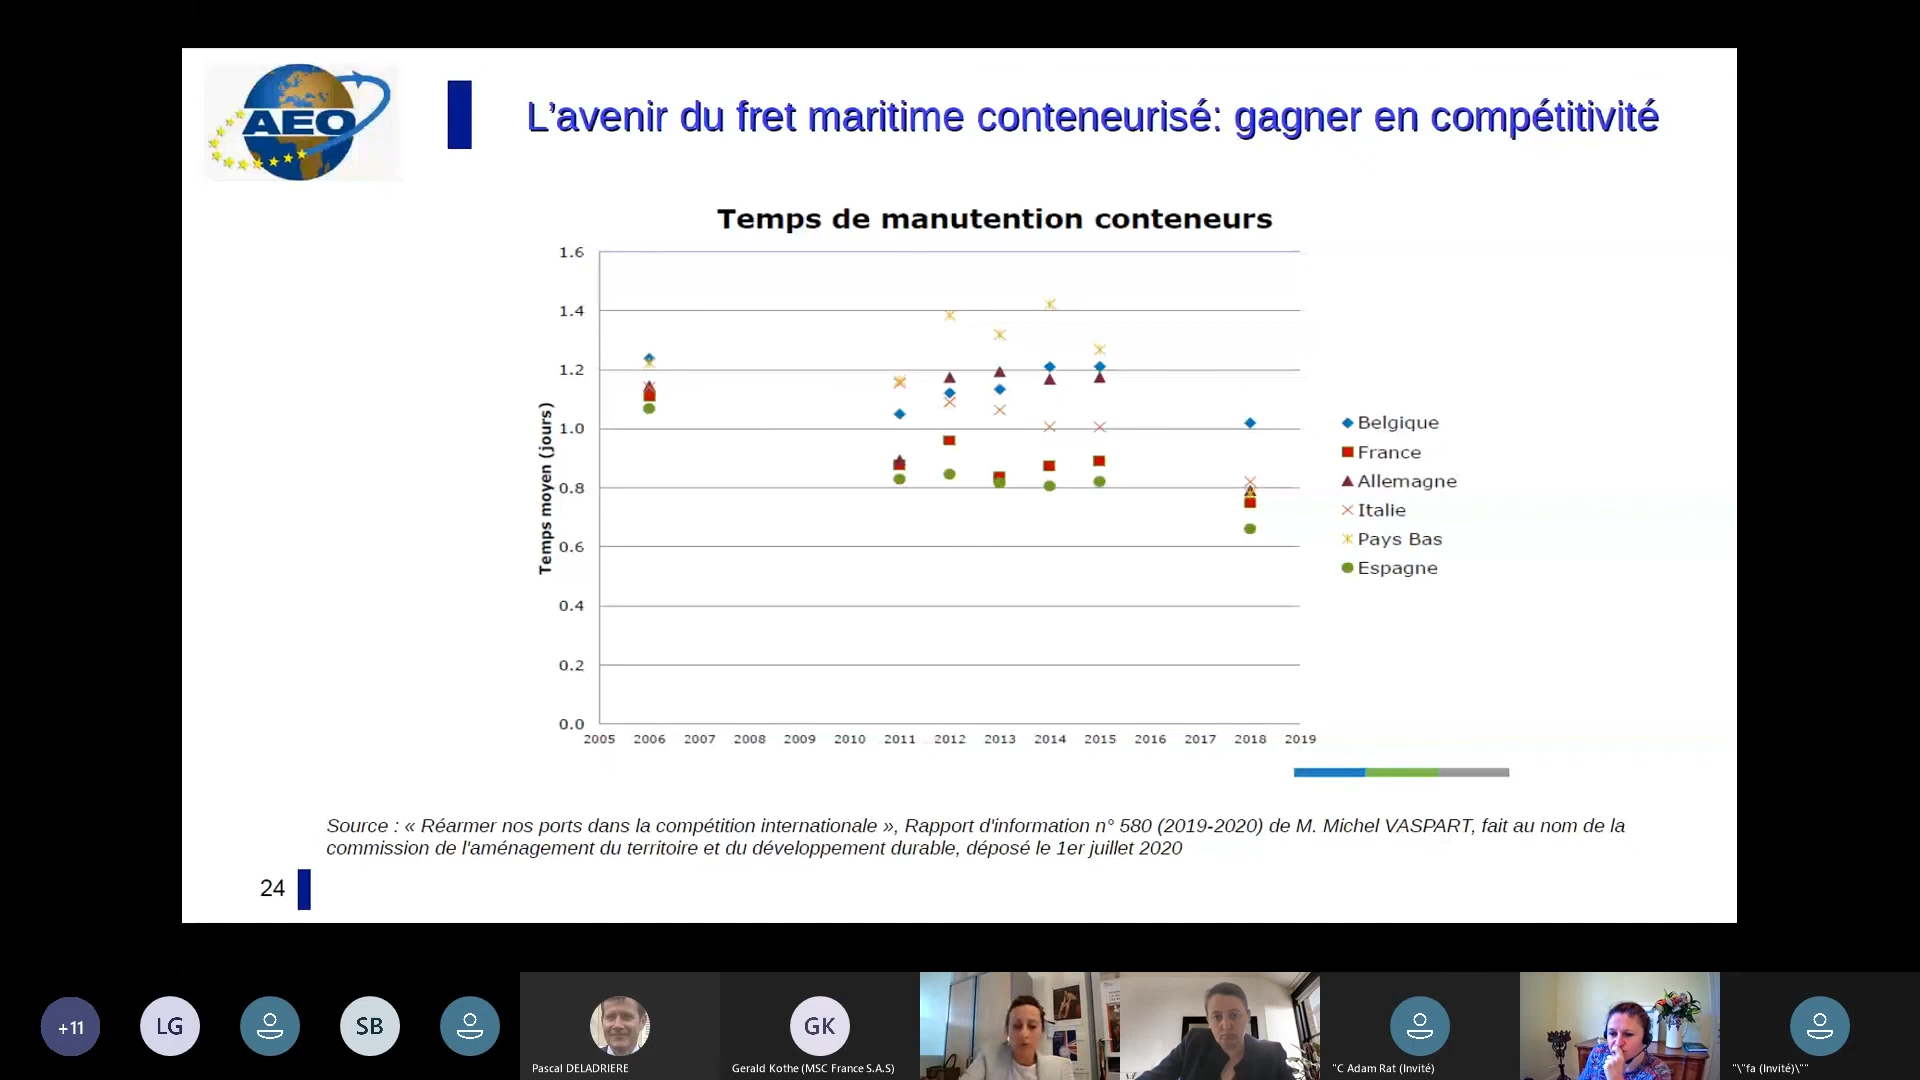 AEO
L’avenir du fret maritime conteneurisé: gagner en compétitivité
Temps de manutention conteneurs
Temps moyen (jours)
1.6
1.4
1.2
1.0
0.8
0.6
0.4
0.2
0.0
2005 2006 2007 2008 2009 2010 2011 2012 2013 2014 2015 2016 2017 2018 2019
Belgique
France
Allemagne
Italie
Pays Bas
Espagne
Source : « Réarmer nos ports dans la compétition internationale », Rapport d'information n° 580 (2019-2020) de M. Michel VASPART, fait au nom de la
commission de l'aménagement du territoire et du développement durable, déposé le 1er juillet 2020
24
+11
LG
SB
Pascal DELADRIERE
GK
Gerald Kothe (MSC France S.A.S)
"C Adam Rat (Invité)
"\"fa (Invité)\""